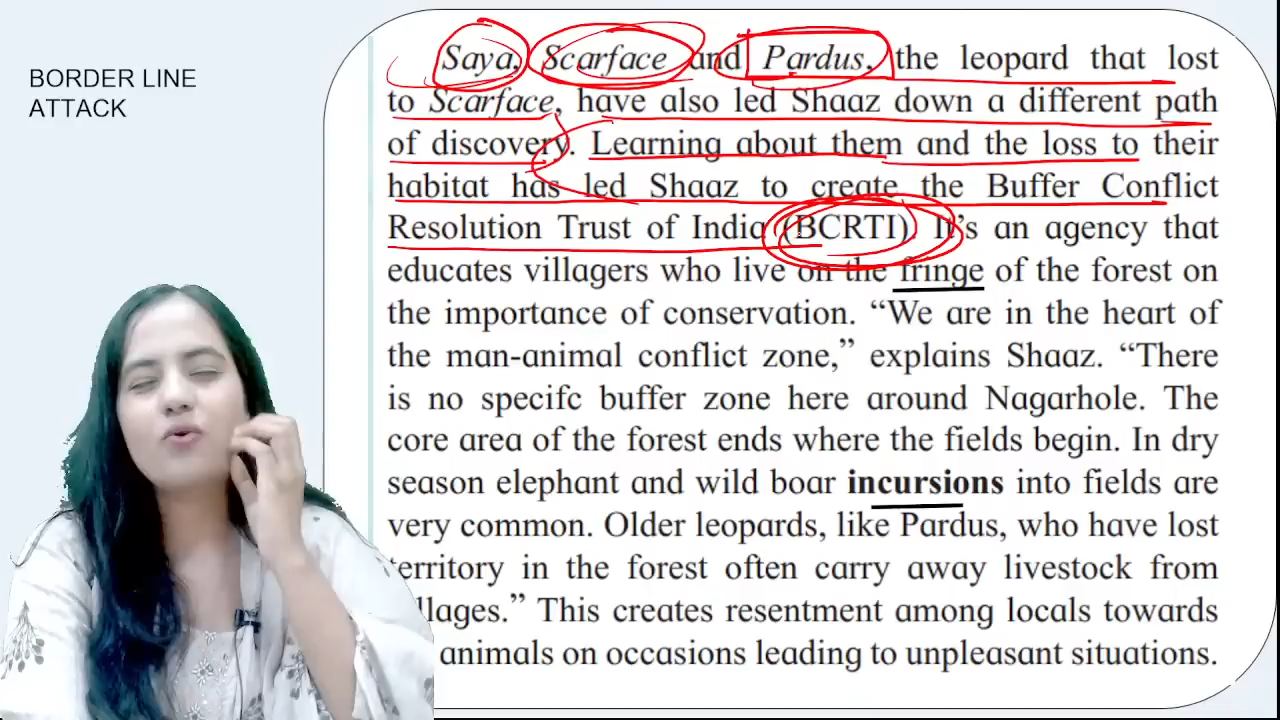 BORDER LINE
ATTACK
Saya, Scarface and Pardus, the leopard that lost
to Scarface, have also led Shaaz down a different path
of discovery. Learning about them and the loss to their
habitat has led Shaaz to create the Buffer Conflict
Resolution Trust of India (BCRTI). It’s an agency that
educates villagers who live on the fringe of the forest on
the importance of conservation. “We are in the heart of
the man-animal conflict zone,” explains Shaaz. “There
is no specifc buffer zone here around Nagarhole. The
core area of the forest ends where the fields begin. In dry
season elephant and wild boar incursions into fields are
very common. Older leopards, like Pardus, who have lost
territory in the forest often carry away livestock from
llages.” This creates resentment among locals towards
animals on occasions leading to unpleasant situations.